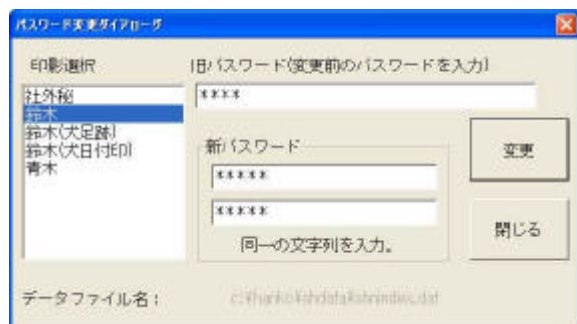 パスワード変更ダイアローグ
印影選択
旧パスワード(変更前のパスワードを入力)
社外秘
鈴木
鈴木(犬足跡)
鈴木(犬日付印)
青木
****
新パスワード
*****
*****
同一の文字列を入力。
変更
閉じる
データファイル名: